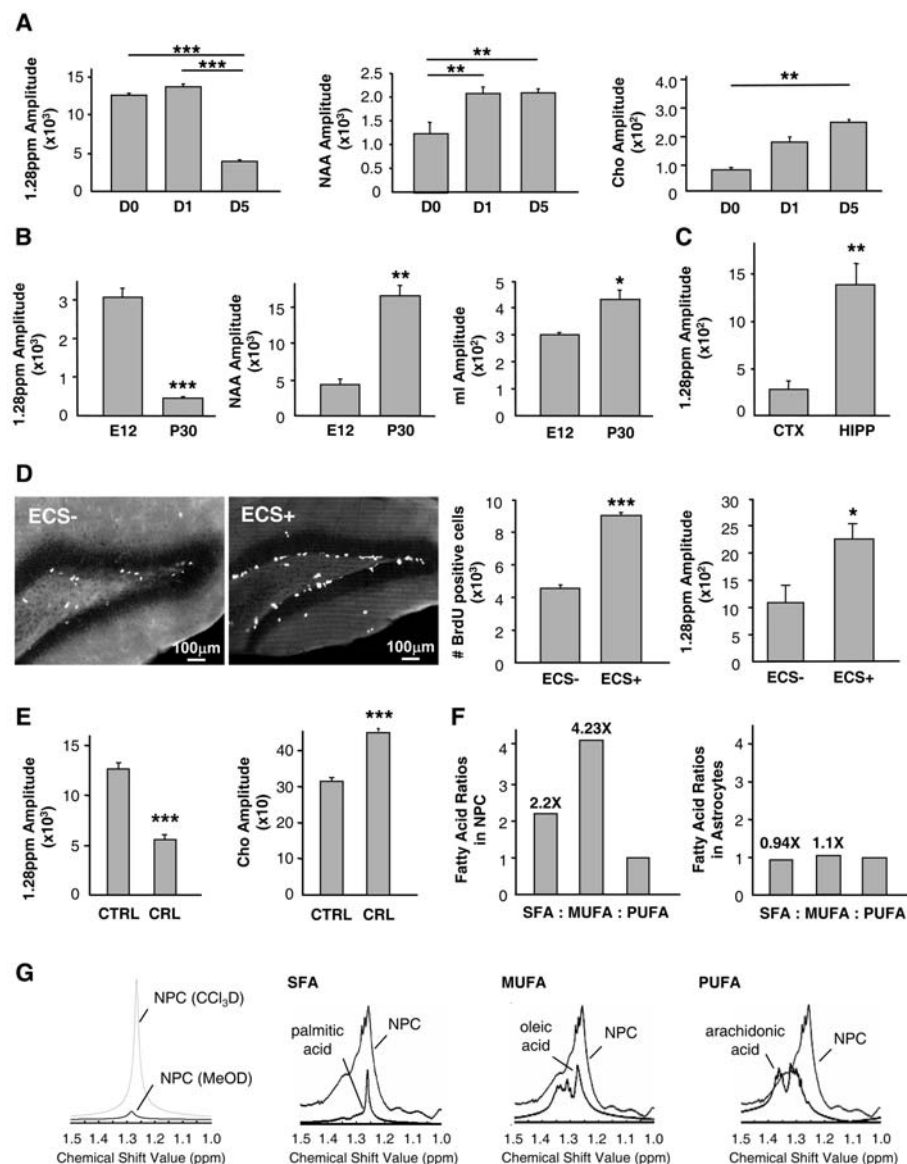 A
1.28ppm Amplitude
(x10³)
15
10
5
0
D0 D1 D5
***
***
NAA Amplitude
(x10³)
2.5
2.0
1.5
1.0
0.5
0
D0 D1 D5
**
**
Cho Amplitude
(x10²)
4.0
3.0
2.0
1.0
0
D0 D1 D5
**
B
1.28ppm Amplitude
(x10³)
3
2
1
0
E12 P30
***
NAA Amplitude
(x10³)
15
10
5
0
E12 P30
**
mI Amplitude
(x10²)
5
4
3
2
1
0
E12 P30
*
C
1.28ppm Amplitude
(x10²)
15
10
5
0
CTX HIPP
**
D
ECS-
100µm
ECS+
100µm
# BrdU positive cells
(x10³)
10
8
6
4
2
0
ECS- ECS+
***
1.28ppm Amplitude
(x10²)
30
25
20
15
10
5
0
ECS- ECS+
*
E
1.28ppm Amplitude
(x10³)
15
10
5
0
CTRL CRL
***
Cho Amplitude
(x10)
40
30
20
10
0
CTRL CRL
***
F
Fatty Acid Ratios
in NPC
4
3
2
1
0
2.2X
4.23X
SFA : MUFA : PUFA
Fatty Acid Ratios
in Astrocytes
4
3
2
1
0
0.94X 1.1X
SFA : MUFA : PUFA
G
NPC (CCl₃D)
NPC (MeOD)
1.5 1.4 1.3 1.2 1.1 1.0
Chemical Shift Value (ppm)
SFA
palmitic
acid
NPC
1.5 1.4 1.3 1.2 1.1 1.0
Chemical Shift Value (ppm)
MUFA
oleic
acid
NPC
1.5 1.4 1.3 1.2 1.1 1.0
Chemical Shift Value (ppm)
PUFA
arachidonic
acid
NPC
1.5 1.4 1.3 1.2 1.1 1.0
Chemical Shift Value (ppm)